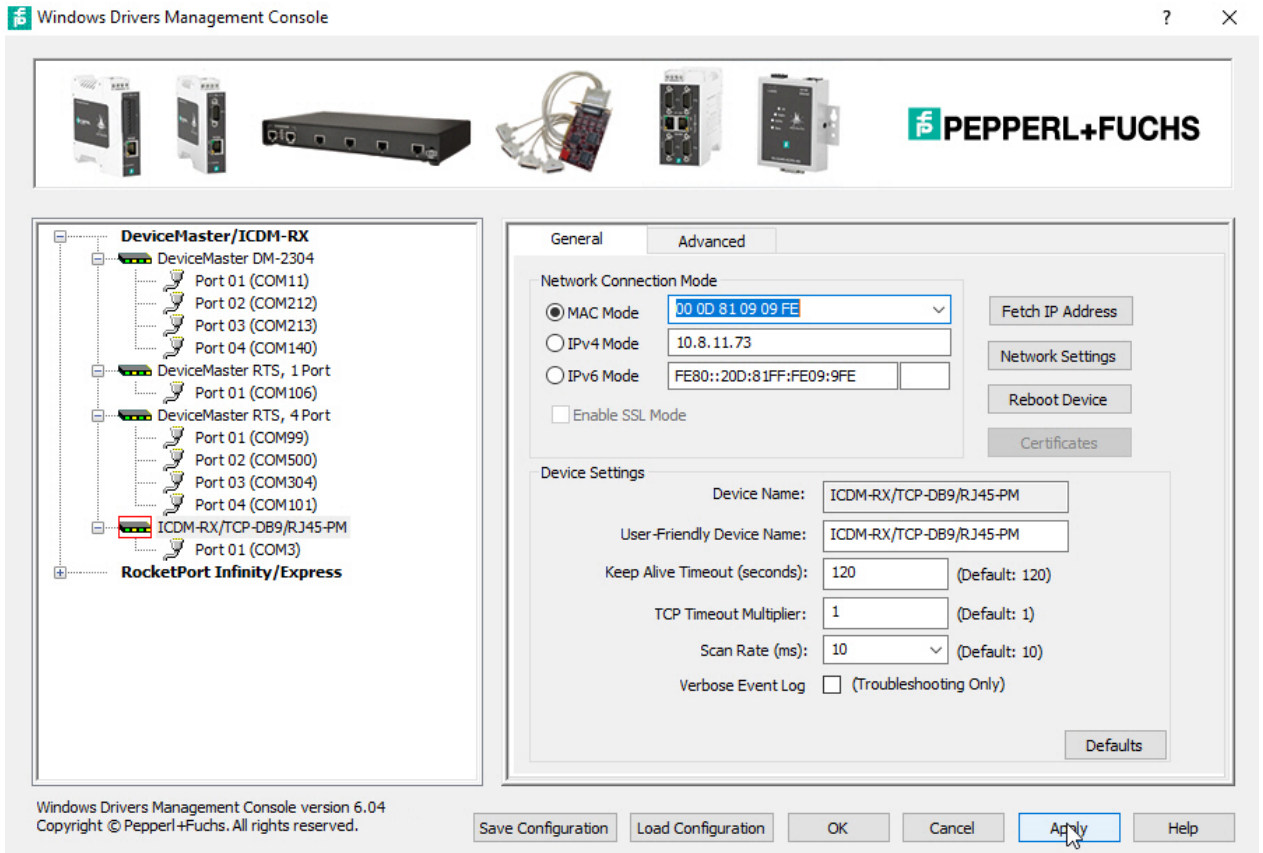 Windows Drivers Management Console
PEPPERL+FUCHS
DeviceMaster/ICDM-RX
DeviceMaster DM-2304
Port 01 (COM11)
Port 02 (COM212)
Port 03 (COM213)
Port 04 (COM140)
DeviceMaster RTS, 1 Port
Port 01 (COM106)
DeviceMaster RTS, 4 Port
Port 01 (COM99)
Port 02 (COM500)
Port 03 (COM304)
Port 04 (COM101)
ICDM-RX/TCP-DB9/RJ45-PM
Port 01 (COM3)
RocketPort Infinity/Express
General Advanced
Network Connection Mode
MAC Mode 00 0D 81 09 09 FE
IPv4 Mode 10.8.11.73
IPv6 Mode FE80::20D:81FF:FE09:9FE
Enable SSL Mode
Fetch IP Address
Network Settings
Reboot Device
Certificates
Device Settings
Device Name: ICDM-RX/TCP-DB9/RJ45-PM
User-Friendly Device Name: ICDM-RX/TCP-DB9/RJ45-PM
Keep Alive Timeout (seconds): 120 (Default: 120)
TCP Timeout Multiplier: 1 (Default: 1)
Scan Rate (ms): 10 (Default: 10)
Verbose Event Log (Troubleshooting Only)
Defaults
Windows Drivers Management Console version 6.04
Copyright © Pepperl+Fuchs. All rights reserved.
Save Configuration Load Configuration OK Cancel Apply Help